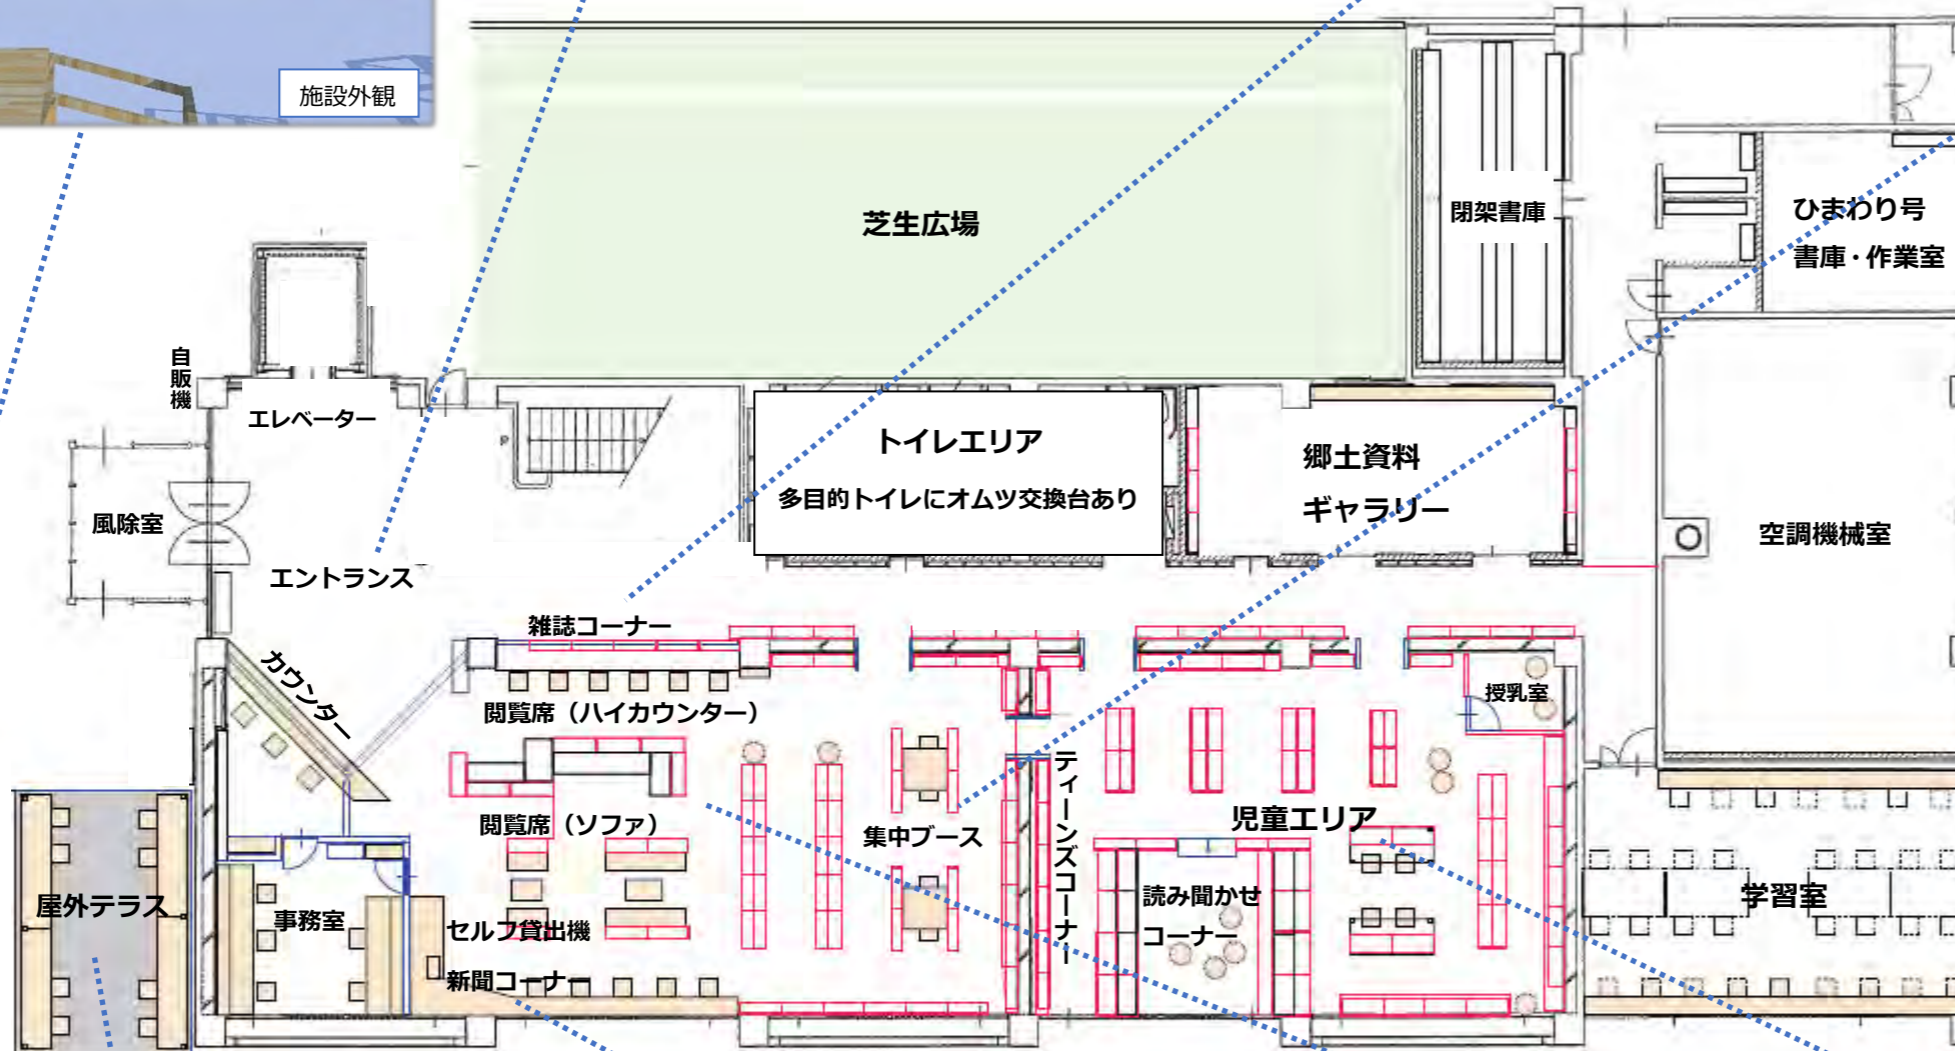 施設外観
芝生広場
閉架書庫
ひまわり号
書庫・作業室
自販機
エレベーター
トイレエリア
多目的トイレにオムツ交換台あり
郷土資料
ギャラリー
風除室
エントランス
空調機械室
雑誌コーナー
カウンター
閲覧席（ハイカウンター）
授乳室
ティーンズコーナー
閲覧席（ソファ）
集中ブース
児童エリア
屋外テラス
事務室
セルフ貸出機
新聞コーナー
読み聞かせ
コーナー
学習室